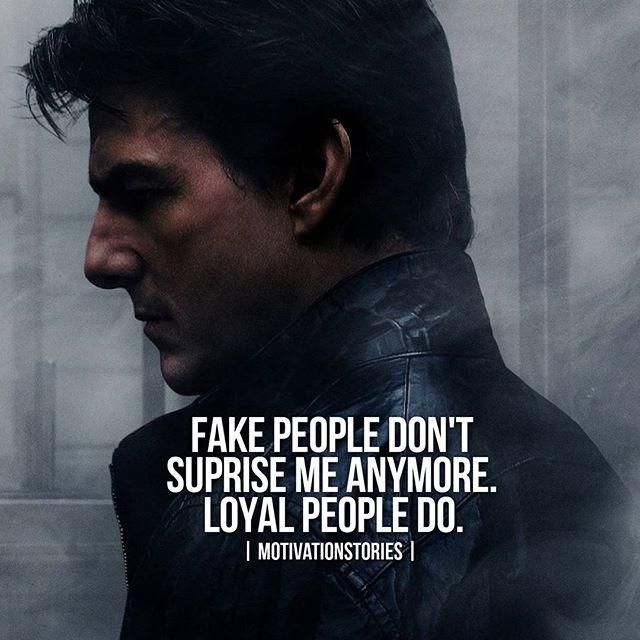 FAKE PEOPLE DON'T
SUPRISE ME ANYMORE.
LOYAL PEOPLE DO.
| MOTIVATIONSTORIES |